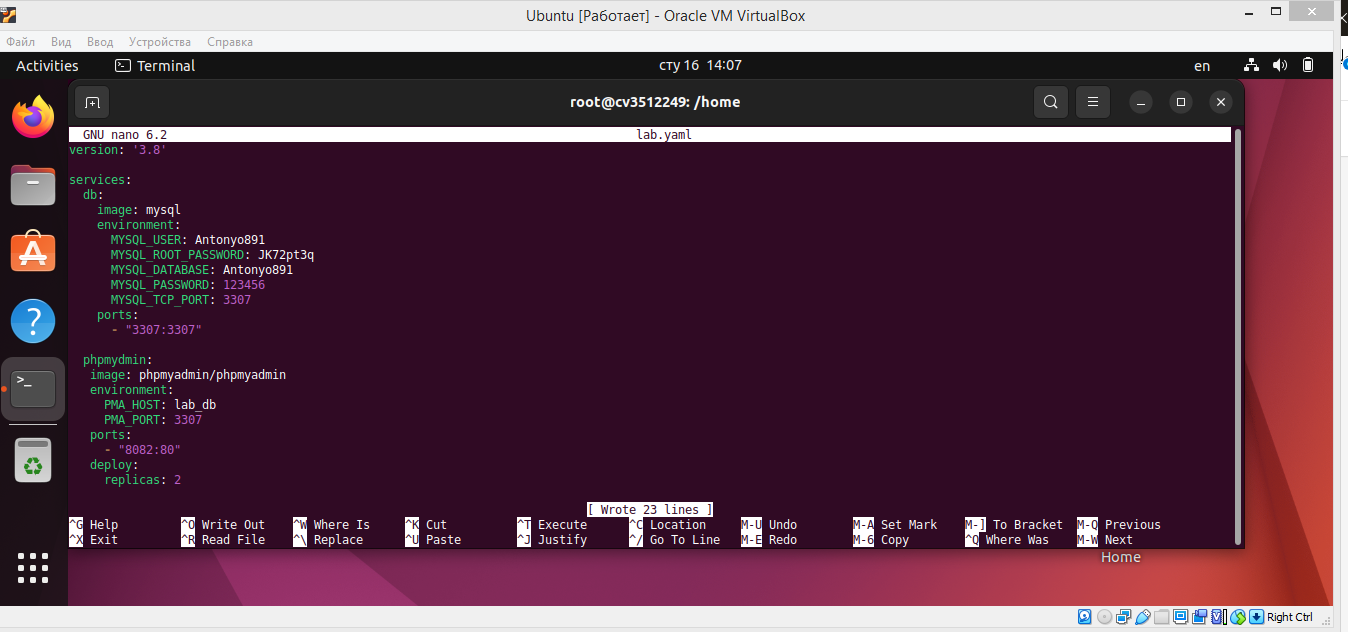 Ubuntu [Работает] - Oracle VM VirtualBox
Файл Вид Ввод Устройства Справка
Activities Terminal сту 16 14:07 en
root@cv3512249: /home
GNU nano 6.2 lab.yaml
version: '3.8'
services:
db:
image: mysql
environment:
MYSQL_USER: Antonyo891
MYSQL_ROOT_PASSWORD: JK72pt3q
MYSQL_DATABASE: Antonyo891
MYSQL_PASSWORD: 123456
MYSQL_TCP_PORT: 3307
ports:
- "3307:3307"
phpmydmin:
image: phpmyadmin/phpmyadmin
environment:
PMA_HOST: lab_db
PMA_PORT: 3307
ports:
- "8082:80"
deploy:
replicas: 2
[ Wrote 23 lines ]
^G Help ^O Write Out ^W Where Is ^K Cut ^T Execute ^C Location M-U Undo M-A Set Mark M-] To Bracket M-Q Previous
^X Exit ^R Read File ^\ Replace ^U Paste ^J Justify ^/ Go To Line M-E Redo M-6 Copy ^Q Where Was M-W Next
Home
Right Ctrl